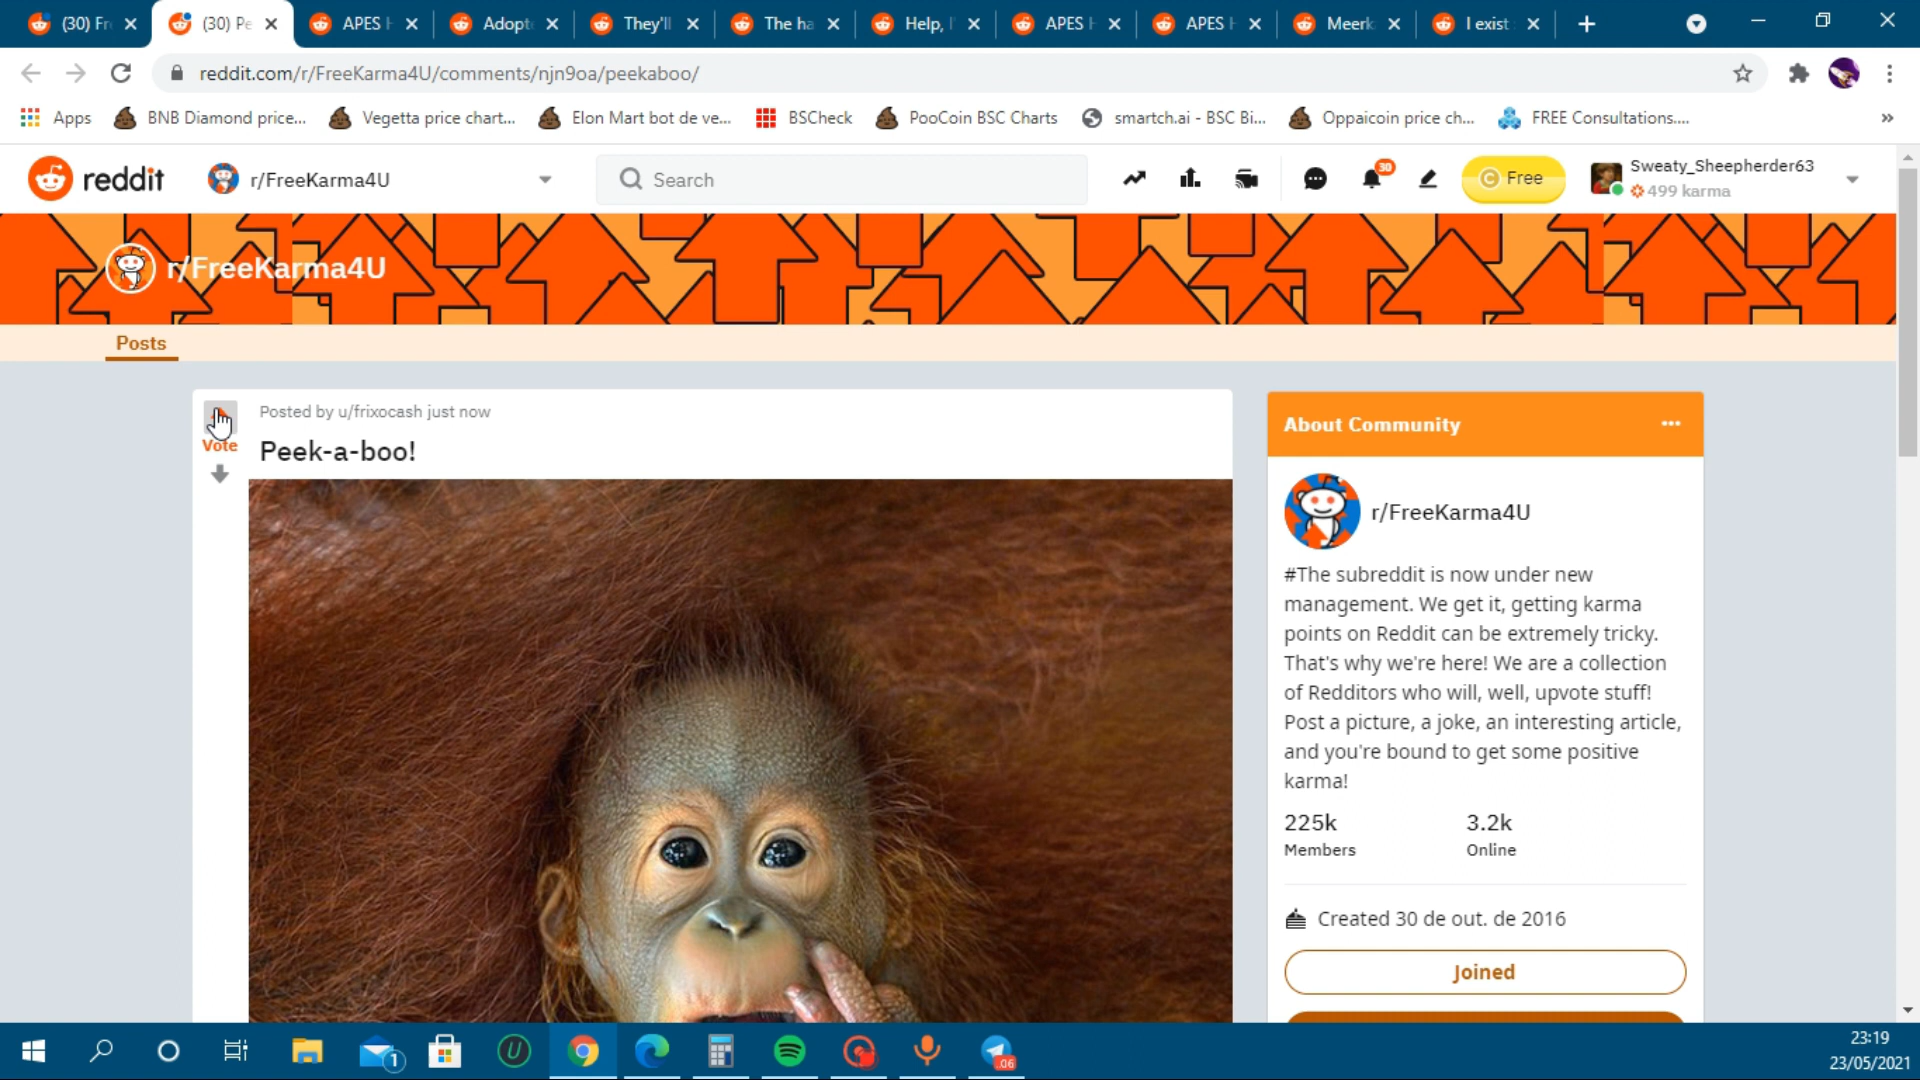 (30) Fr
(30) Pe
APES H
Adopt
They'll
The ha
Help, I'
APES H
APES H
Meerk
I exist
reddit.com/r/FreeKarma4U/comments/njn9oa/peekaboo/
Apps
BNB Diamond price...
Vegetta price chart...
Elon Mart bot de ve...
BSCheck
PooCoin BSC Charts
smartch.ai - BSC Bi...
Oppaicoin price ch...
FREE Consultations....
»
reddit
r/FreeKarma4U
Search
30
Free
Sweaty_Sheepherder63
499 karma
r/FreeKarma4U
Posts
Posted by u/frixocash just now
Vote
Peek-a-boo!
About Community
r/FreeKarma4U
#The subreddit is now under new
management. We get it, getting karma
points on Reddit can be extremely tricky.
That's why we're here! We are a collection
of Redditors who will, well, upvote stuff!
Post a picture, a joke, an interesting article,
and you're bound to get some positive
karma!
225k
Members
3.2k
Online
Created 30 de out. de 2016
Joined
1
06
23:19
23/05/2021